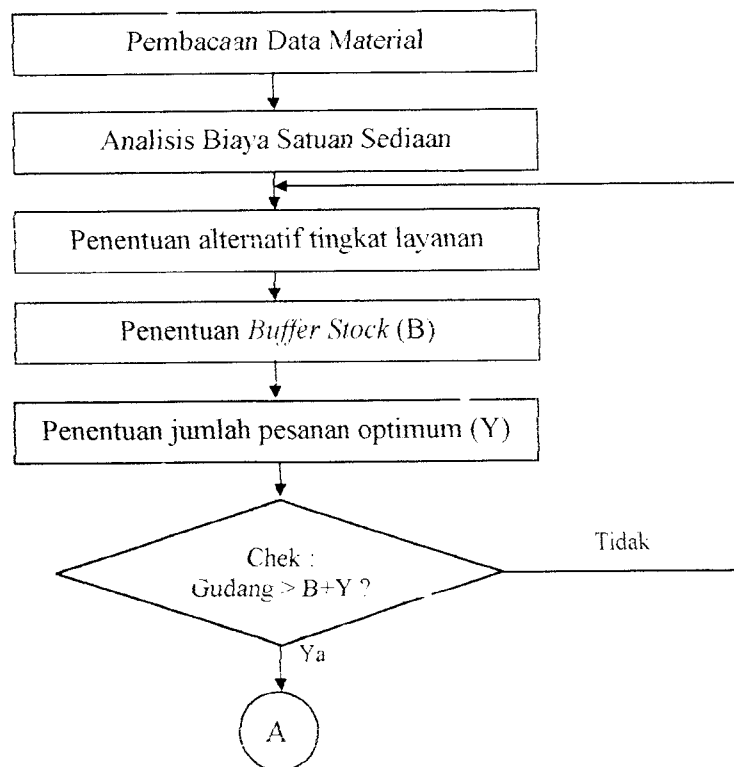 Pembacaan Data Material
Analisis Biaya Satuan Sediaan
Penentuan alternatif tingkat layanan
Penentuan Buffer Stock (B)
Penentuan jumlah pesanan optimum (Y)
Chek :
Gudang > B+Y ?
Tidak
Ya
A